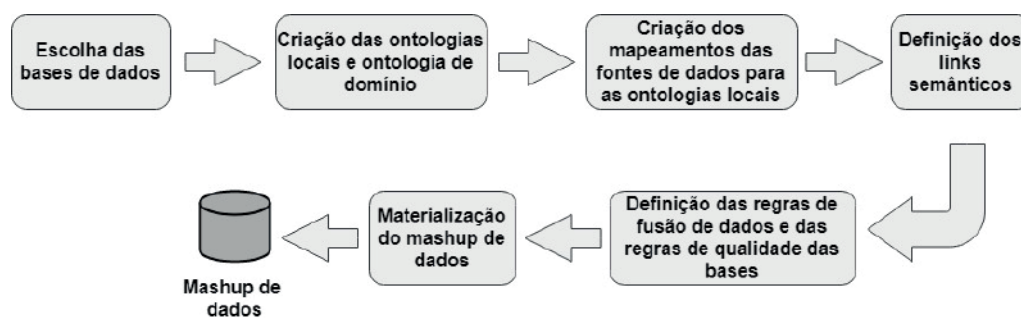 Escolha das
bases de dados
Criação das ontologias
locais e ontologia de
domínio
Criação dos
mapeamentos das
fontes de dados para
as ontologias locais
Definição dos
links
semânticos
Definição das regras de
fusão de dados e das
regras de qualidade das
bases
Materialização
do mashup de
dados
Mashup de
dados